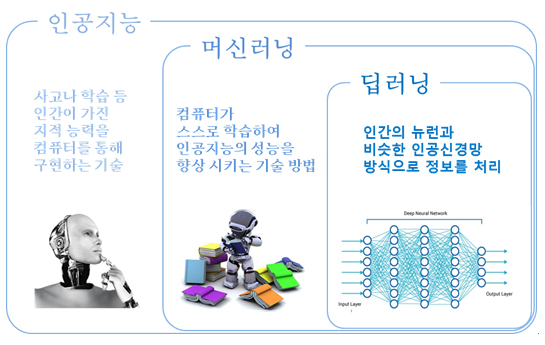 인공지능
머신러닝
딥러닝
사고나 학습 등
인간이 가진
지적 능력을
컴퓨터를 통해
구현하는 기술
컴퓨터가
스스로 학습하여
인공지능의 성능을
향상 시키는 기술 방법
인간의 뉴런과
비슷한 인공신경망
방식으로 정보를 처리
Deep Neural Network
Input Layer
Output Layer